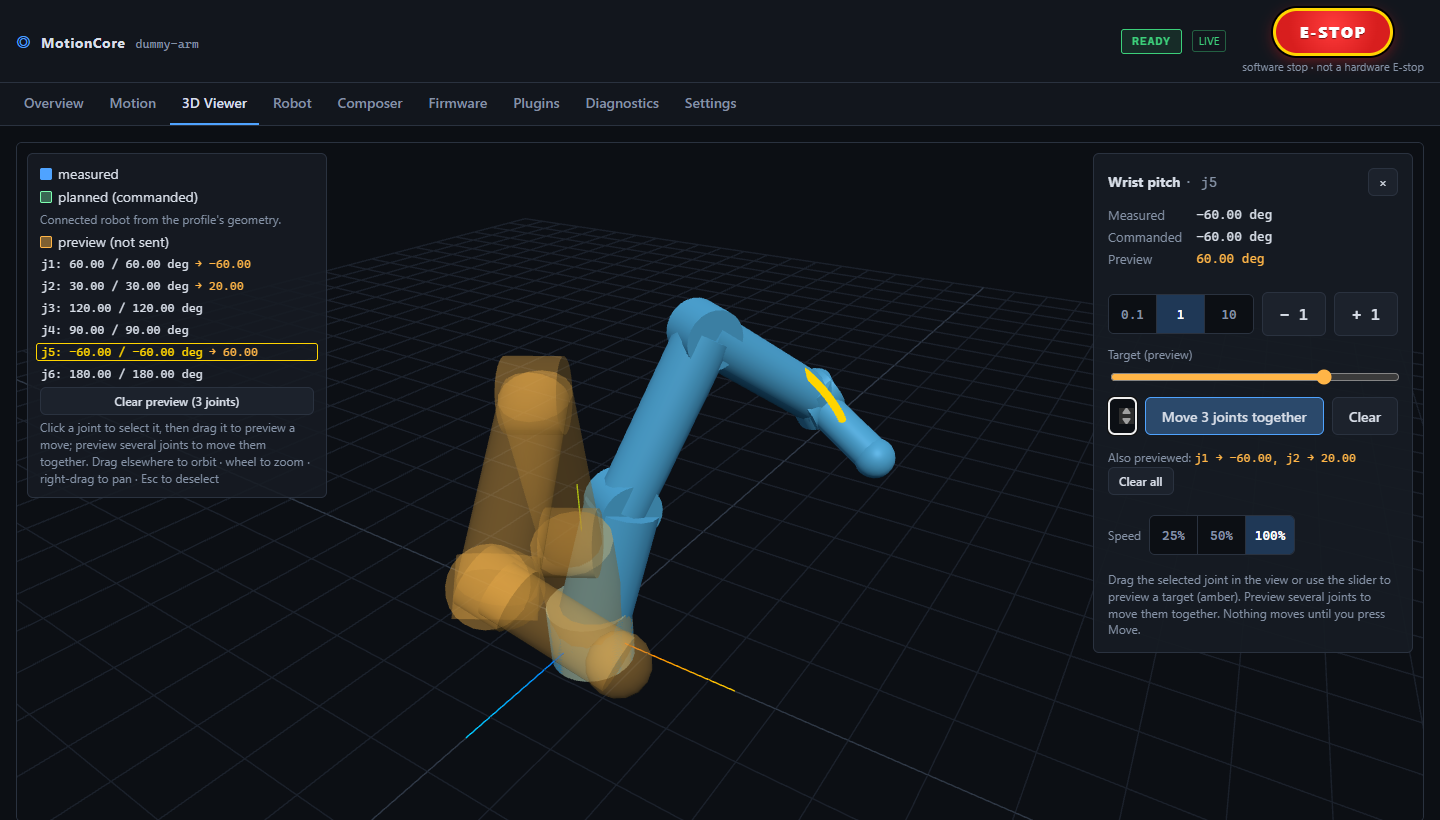 MotionCore dummy-arm
READY LIVE E-STOP
software stop · not a hardware E-stop
Overview Motion 3D Viewer Robot Composer Firmware Plugins Diagnostics Settings
measured
planned (commanded)
Connected robot from the profile's geometry.
preview (not sent)
j1: 60.00 / 60.00 deg → −60.00
j2: 30.00 / 30.00 deg → 20.00
j3: 120.00 / 120.00 deg
j4: 90.00 / 90.00 deg
j5: −60.00 / −60.00 deg → 60.00
j6: 180.00 / 180.00 deg
Clear preview (3 joints)
Click a joint to select it, then drag it to preview a
move; preview several joints to move them
together. Drag elsewhere to orbit · wheel to zoom ·
right-drag to pan · Esc to deselect
Wrist pitch · j5 ×
Measured −60.00 deg
Commanded −60.00 deg
Preview 60.00 deg
0.1 1 10 − 1 + 1
Target (preview)
Move 3 joints together Clear
Also previewed: j1 → −60.00, j2 → 20.00
Clear all
Speed 25% 50% 100%
Drag the selected joint in the view or use the slider to
preview a target (amber). Preview several joints to
move them together. Nothing moves until you press
Move.